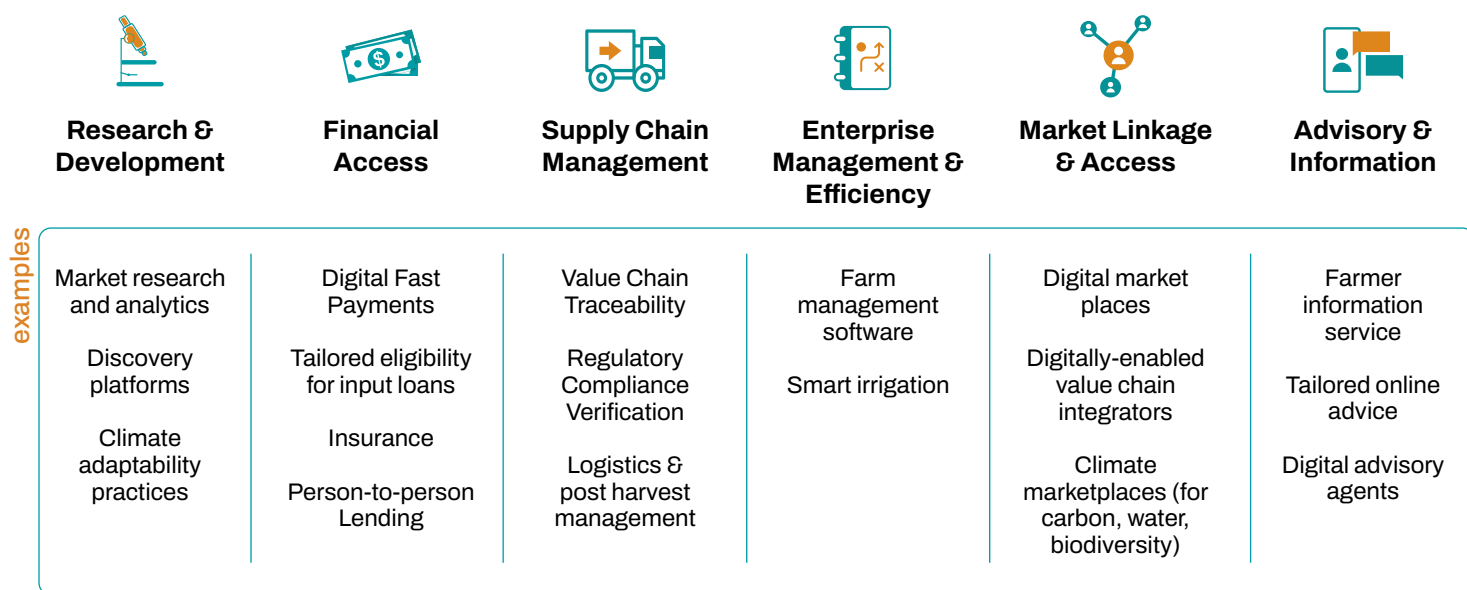 Research &
Development
Financial
Access
Supply Chain
Management
Enterprise
Management &
Efficiency
Market Linkage
& Access
Advisory &
Information
examples
Market research
and analytics
Discovery
platforms
Climate
adaptability
practices
Digital Fast
Payments
Tailored eligibility
for input loans
Insurance
Person-to-person
Lending
Value Chain
Traceability
Regulatory
Compliance
Verification
Logistics &
post harvest
management
Farm
management
software
Smart irrigation
Digital market
places
Digitally-enabled
value chain
integrators
Climate
marketplaces (for
carbon, water,
biodiversity)
Farmer
information
service
Tailored online
advice
Digital advisory
agents